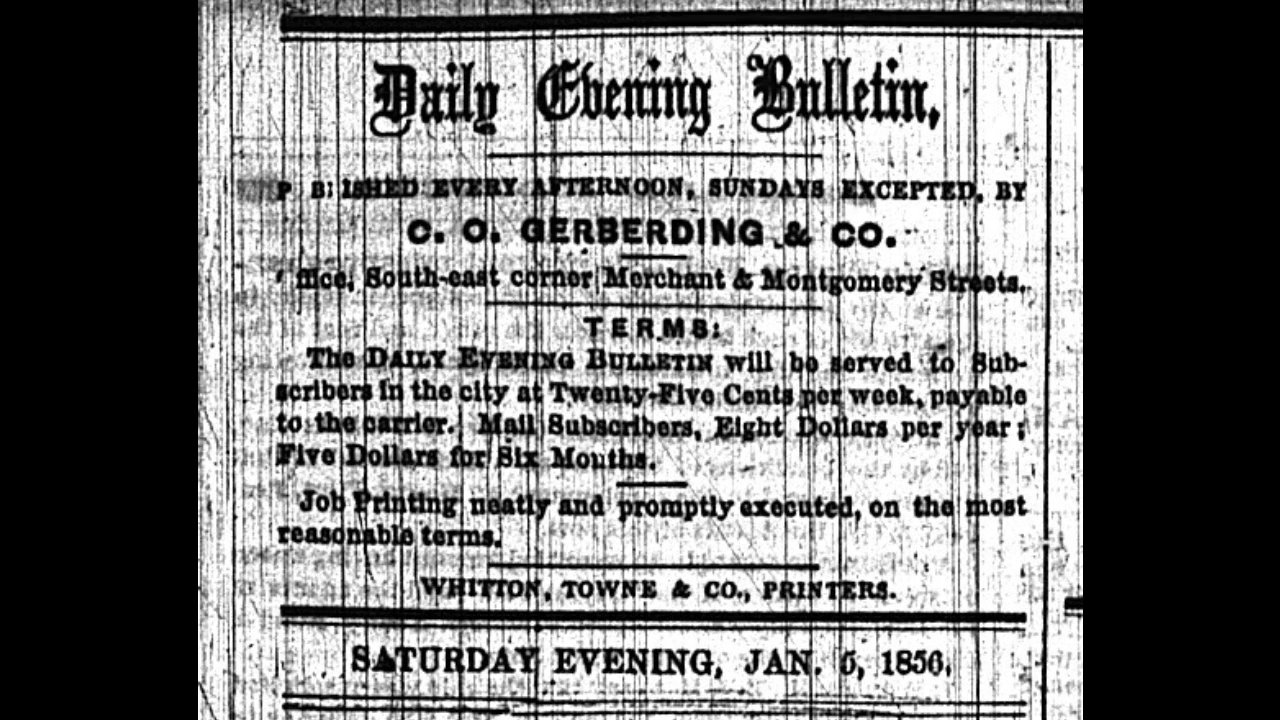 Daily Evening Bulletin,
PUBLISHED EVERY AFTERNOON, SUNDAYS EXCEPTED, BY
C. O. GERBERDING & CO.
Office, South-east corner Merchant & Montgomery Streets.
TERMS:
The DAILY EVENING BULLETIN will be served to Sub-
scribers in the city at Twenty-Five Cents per week, payable
to the carrier. Mail Subscribers, Eight Dollars per year;
Five Dollars for Six Months.
Job Printing neatly and promptly executed, on the most
reasonable terms.
WHITTON, TOWNE & CO., PRINTERS.
SATURDAY EVENING, JAN. 5, 1856.